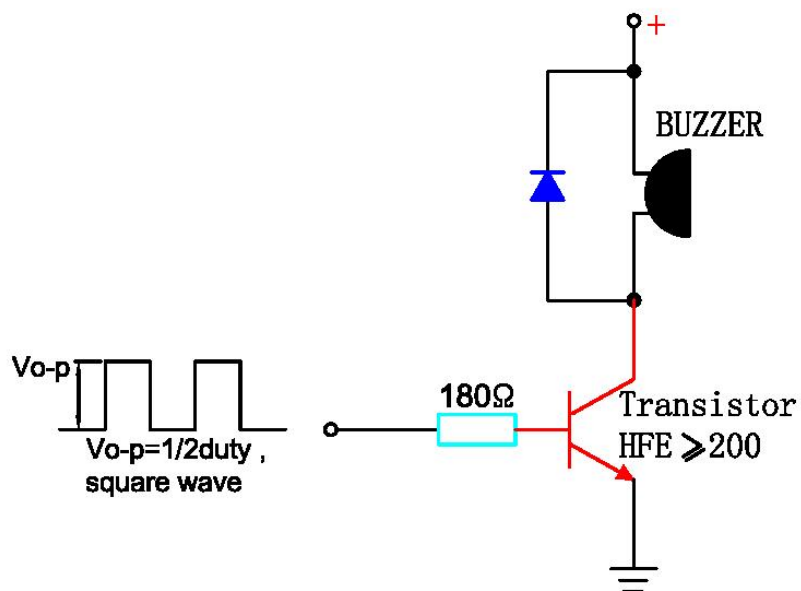 +
BUZZER
Vo-p
Vo-p=1/2duty ,
square wave
180Ω
Transistor
HFE ⩾200